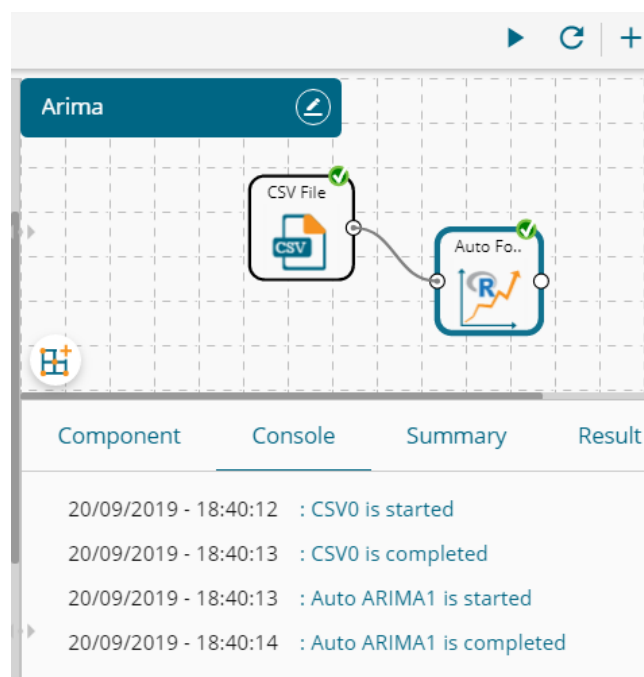 Arima
CSV File
CSV
Auto Fo..
R
Component Console Summary Result
20/09/2019 - 18:40:12 : CSV0 is started
20/09/2019 - 18:40:13 : CSV0 is completed
20/09/2019 - 18:40:13 : Auto ARIMA1 is started
20/09/2019 - 18:40:14 : Auto ARIMA1 is completed